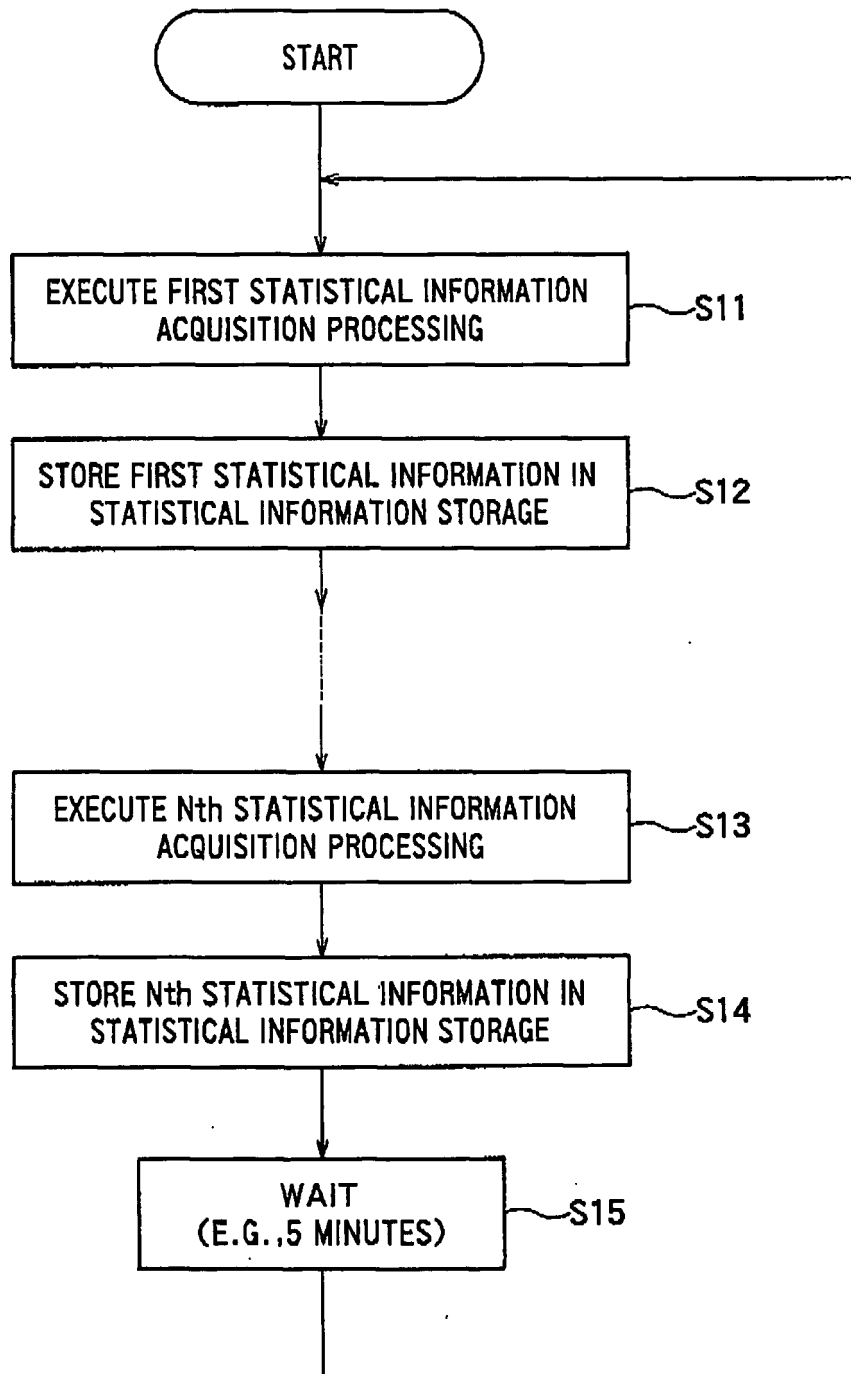 START
EXECUTE FIRST STATISTICAL INFORMATION
ACQUISITION PROCESSING
S11
STORE FIRST STATISTICAL INFORMATION IN
STATISTICAL INFORMATION STORAGE
S12
EXECUTE Nth STATISTICAL INFORMATION
ACQUISITION PROCESSING
S13
STORE Nth STATISTICAL INFORMATION IN
STATISTICAL INFORMATION STORAGE
S14
WAIT
(E.G.,5 MINUTES)
S15